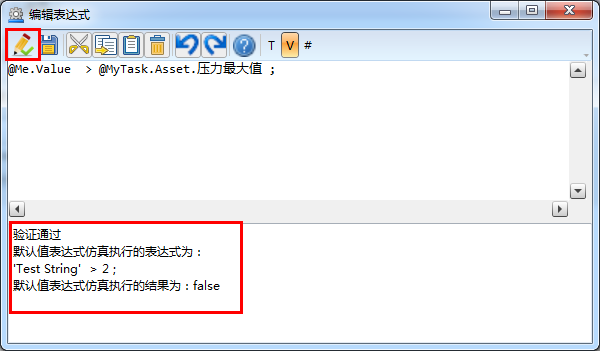 编辑表达式
T V #
@Me.Value > @MyTask.Asset.压力最大值 ;
验证通过
默认值表达式仿真执行的表达式为：
'Test String' > 2 ;
默认值表达式仿真执行的结果为：false